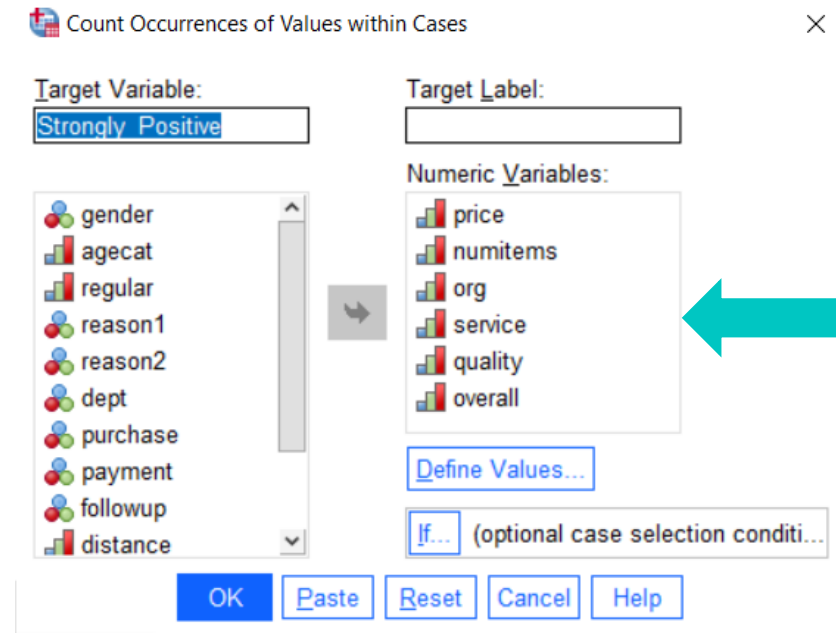 Count Occurrences of Values within Cases
Target Variable:
Target Label:
Strongly_Positive
Numeric Variables:
gender
agecat
regular
reason1
reason2
dept
purchase
payment
followup
distance
price
numitems
org
service
quality
overall
Define Values...
If... (optional case selection conditi...
OK Paste Reset Cancel Help